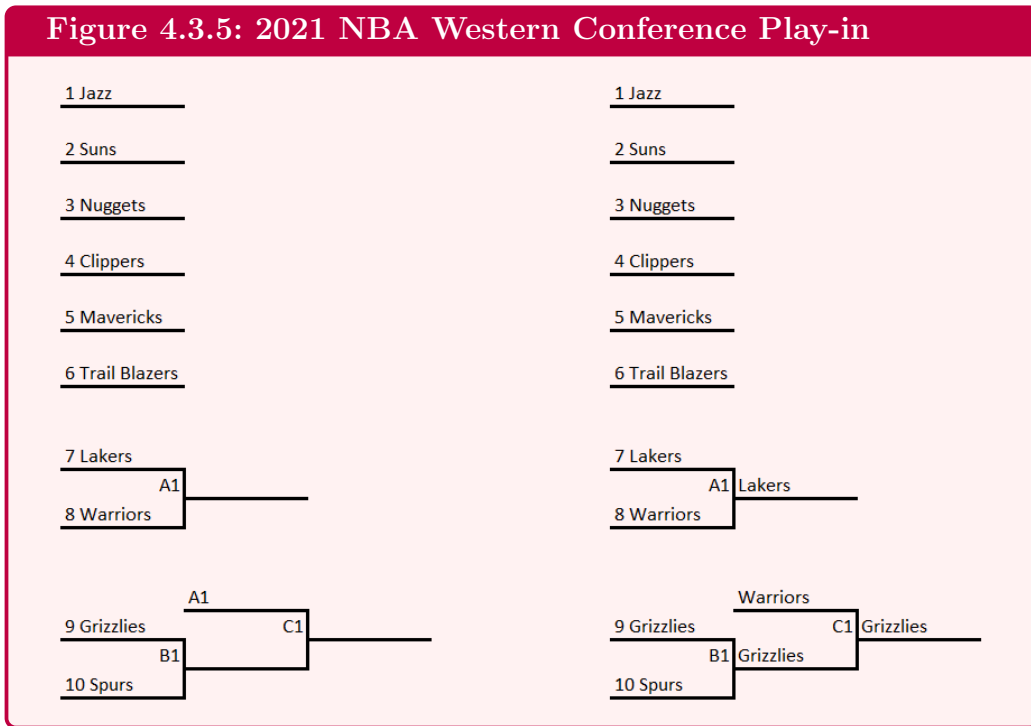 Figure 4.3.5: 2021 NBA Western Conference Play-in
1 Jazz
2 Suns
3 Nuggets
4 Clippers
5 Mavericks
6 Trail Blazers
7 Lakers
A1
8 Warriors
A1
9 Grizzlies
C1
B1
10 Spurs
1 Jazz
2 Suns
3 Nuggets
4 Clippers
5 Mavericks
6 Trail Blazers
7 Lakers
A1 Lakers
8 Warriors
Warriors
9 Grizzlies
C1 Grizzlies
B1 Grizzlies
10 Spurs